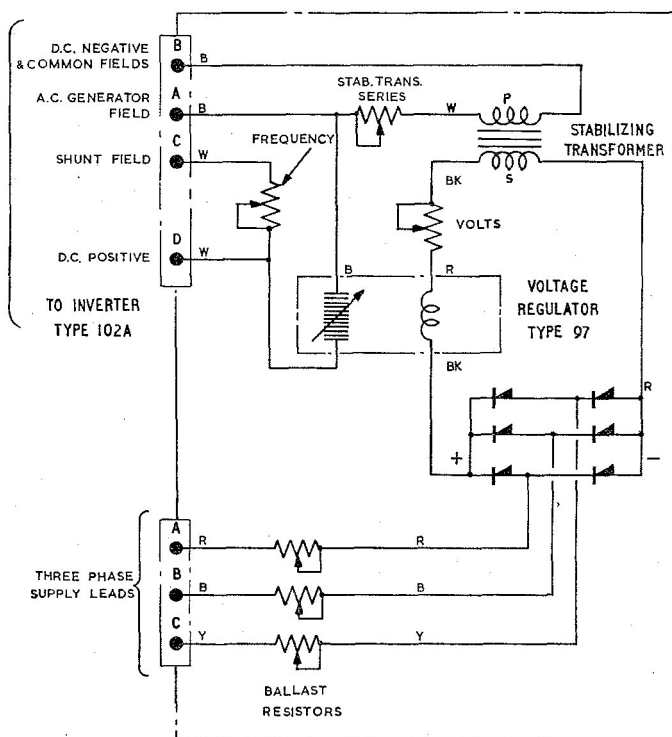 D.C. NEGATIVE
& COMMON FIELDS
B
B
A.C. GENERATOR
FIELD
A
B
STAB. TRANS.
SERIES
W
P
STABILIZING
TRANSFORMER
S
SHUNT FIELD
C
W
FREQUENCY
BK
VOLTS
D.C. POSITIVE
D
W
B
R
VOLTAGE
REGULATOR
TYPE 97
TO INVERTER
TYPE 102A
BK
R
+
-
THREE PHASE
SUPPLY LEADS
A
R
R
B
B
B
C
Y
Y
BALLAST
RESISTORS